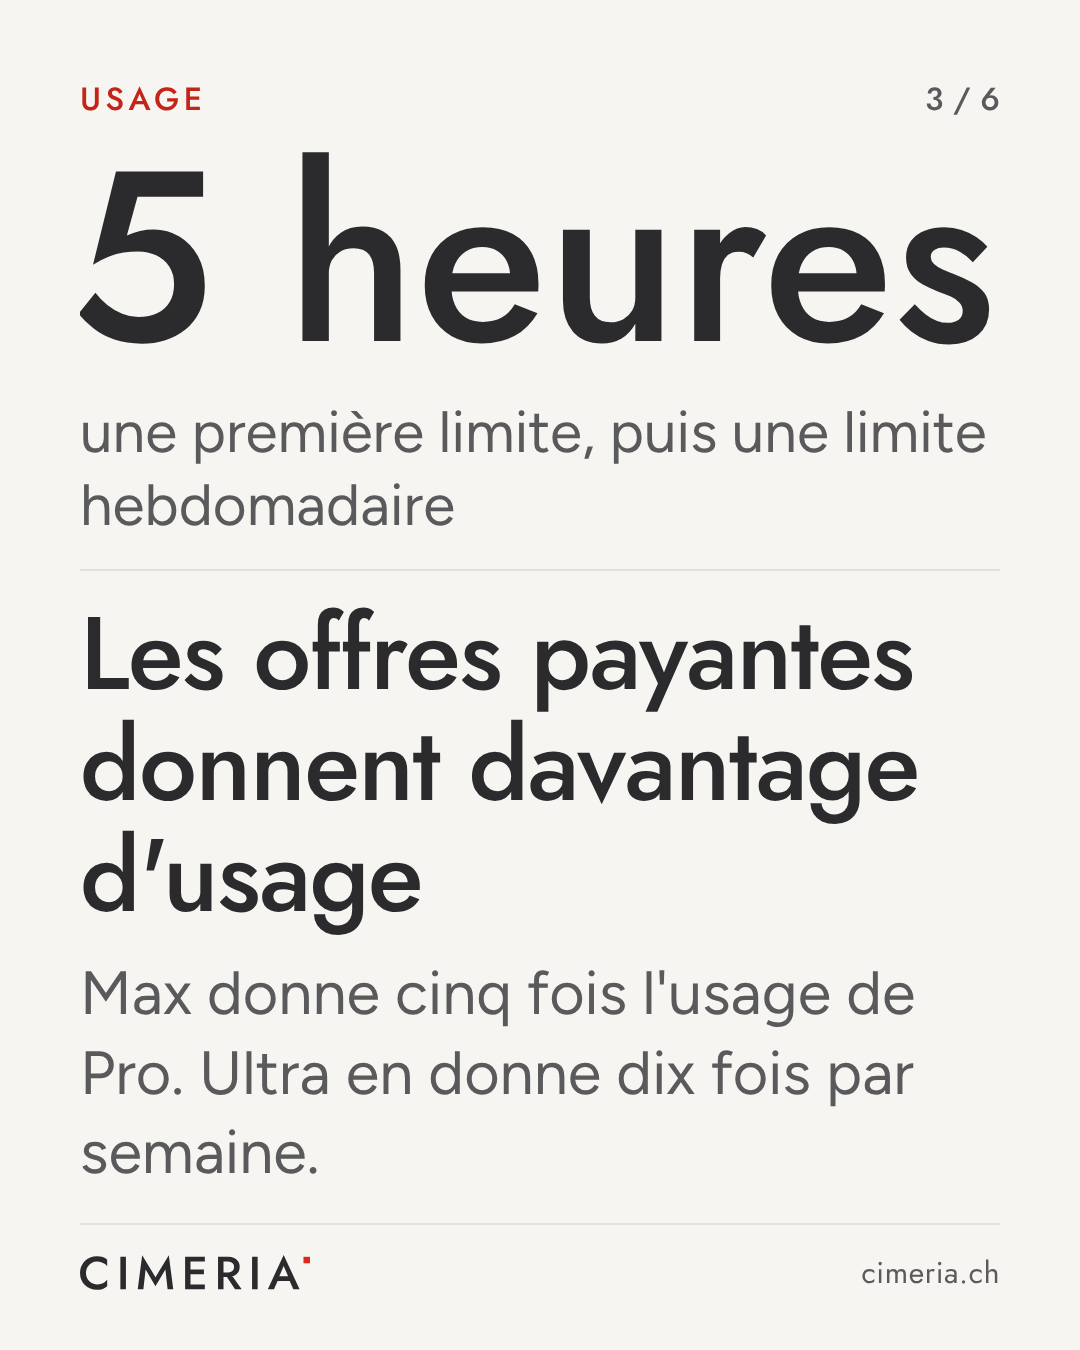 USAGE
3 / 6
5 heures
une première limite, puis une limite
hebdomadaire
Les offres payantes
donnent davantage
d'usage
Max donne cinq fois l'usage de
Pro. Ultra en donne dix fois par
semaine.
CIMERIA
cimeria.ch